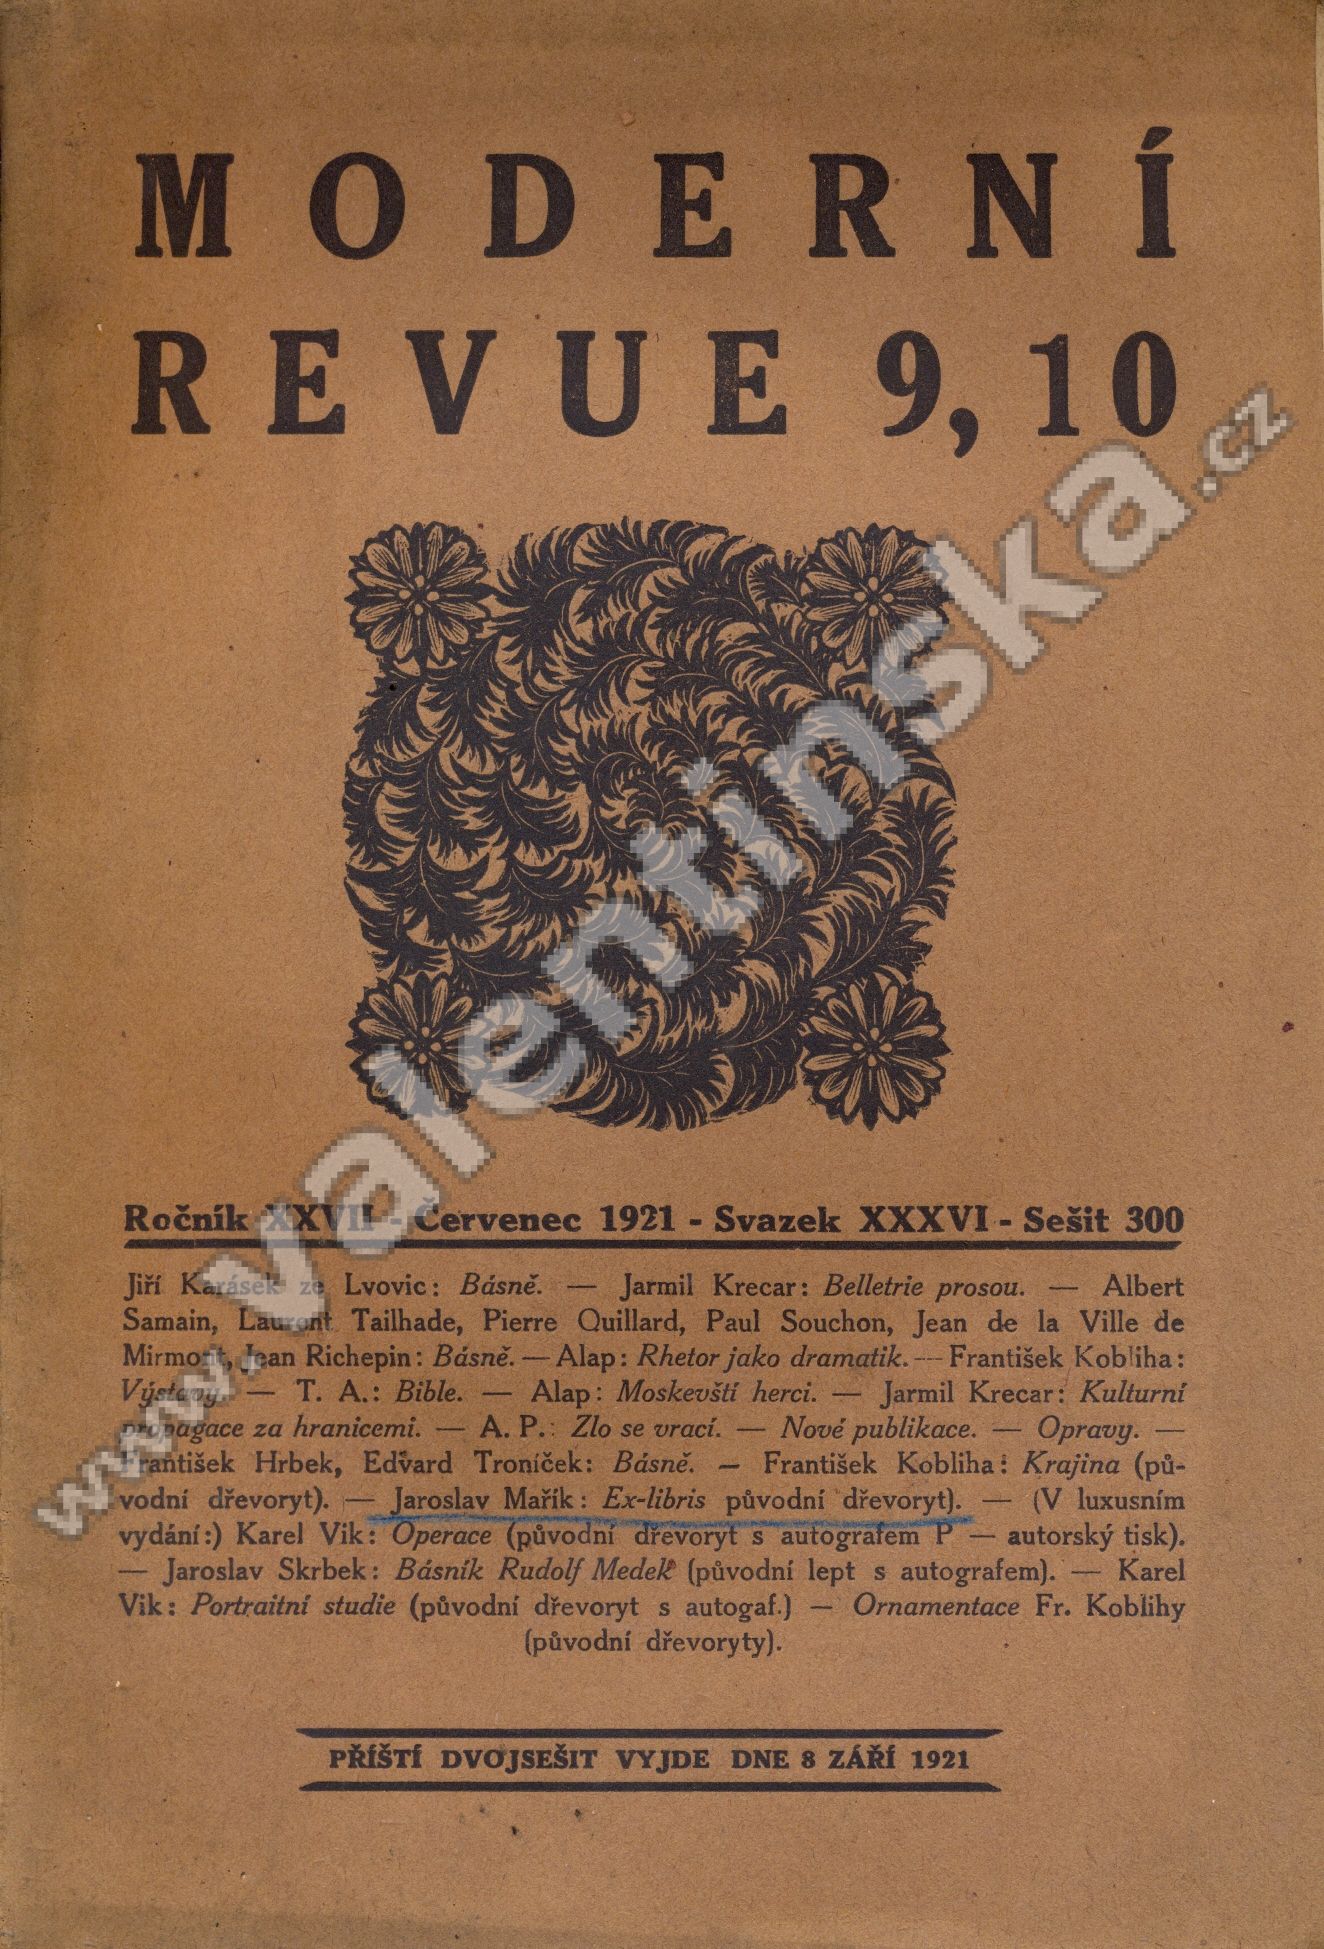 MODERNÍ
REVUE 9, 10
Ročník XXVII - Červenec 1921 - Svazek XXXVI - Sešit 300
Jiří Karásek ze Lvovic: Básně. — Jarmil Krecar: Belletrie prosou. — Albert
Samain, Laurent Tailhade, Pierre Quillard, Paul Souchon, Jean de la Ville de
Mirmont, Jean Richepin: Básně. — Alap: Rhetor jako dramatik. — František Kobliha:
Výstavy. — T. A.: Bible. — Alap: Moskevští herci. — Jarmil Krecar: Kulturní
propagace za hranicemi. — A. P.: Zlo se vrací. — Nové publikace. — Opravy. —
František Hrbek, Edvard Troníček: Básně. — František Kobliha: Krajina (pů-
vodní dřevoryt). — Jaroslav Mařík: Ex-libris původní dřevoryt). — (V luxusním
vydání:) Karel Vik: Operace (původní dřevoryt s autografem P — autorský tisk).
— Jaroslav Skrbek: Básník Rudolf Medek (původní lept s autografem). — Karel
Vik: Portraitní studie (původní dřevoryt s autogaf.) — Ornamentace Fr. Koblihy
(původní dřevoryty).
PŘÍŠTÍ DVOJSEŠIT VYJDE DNE 8 ZÁŘÍ 1921
www.valentinska.cz